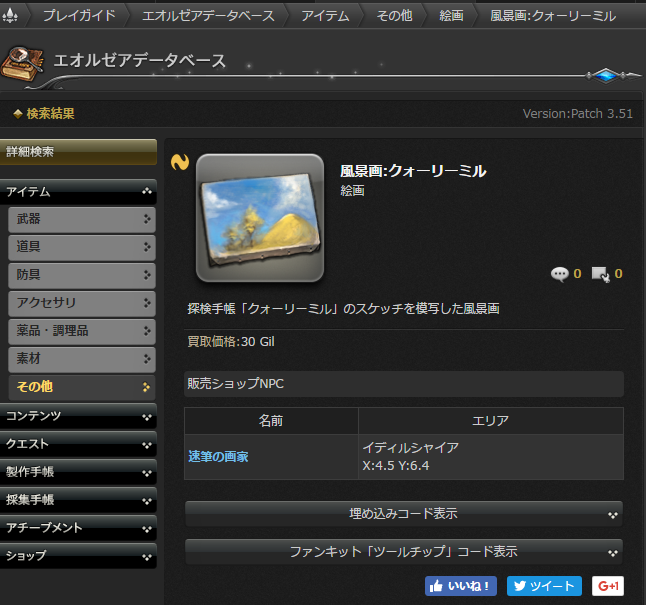 プレイガイド エオルゼアデータベース アイテム その他 絵画 風景画:クォーリーミル
エオルゼアデータベース
検索結果 Version:Patch 3.51
詳細検索
アイテム
武器
道具
防具
アクセサリ
薬品・調理品
素材
その他
コンテンツ
クエスト
製作手帳
採集手帳
アチーブメント
ショップ
風景画:クォーリーミル
絵画
0 0
探検手帳「クォーリーミル」のスケッチを模写した風景画
買取価格:30 Gil
販売ショップNPC
名前 エリア
速筆の画家 イディルシャイア
X:4.5 Y:6.4
埋め込みコード表示
ファンキット「ツールチップ」コード表示
いいね! ツイート G+1